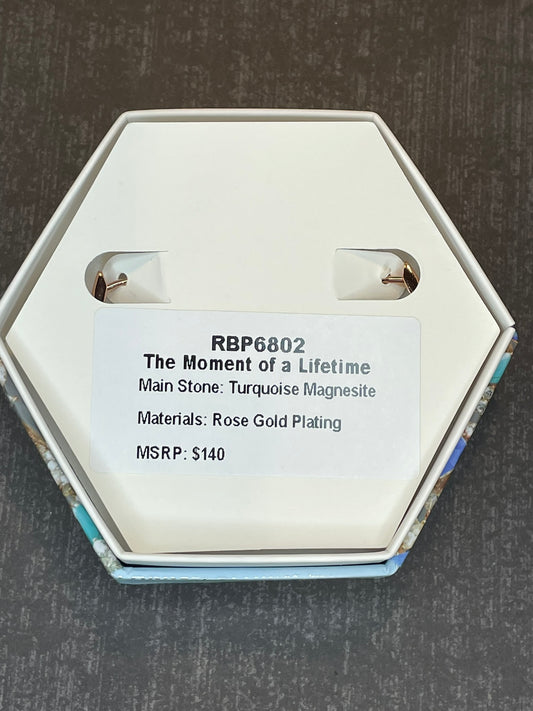 RBP6802
The Moment of a Lifetime
Main Stone: Turquoise Magnesite
Materials: Rose Gold Plating
MSRP: $140